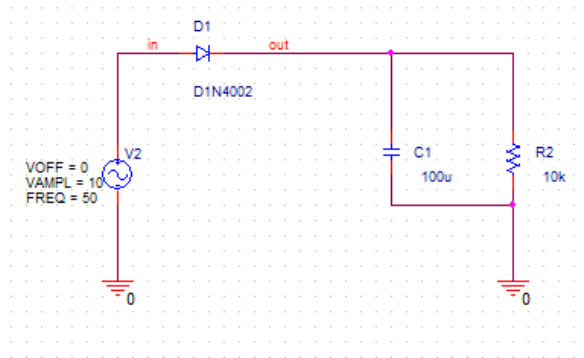 D1
in
out
D1N4002
V2
VOFF = 0
VAMPL = 10
FREQ = 50
C1
100u
R2
10k
0
0